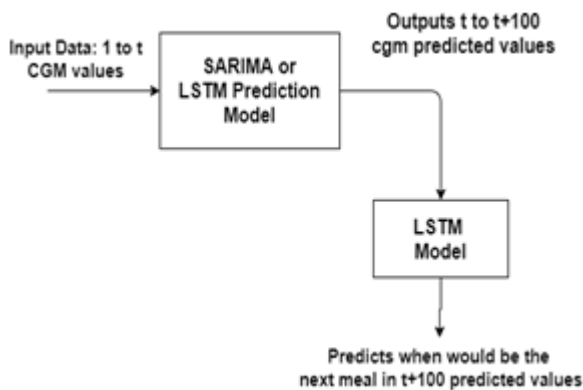 Input Data: 1 to t
CGM values
SARIMA or
LSTM Prediction
Model
Outputs t to t+100
cgm predicted values
LSTM
Model
Predicts when would be the
next meal in t+100 predicted values